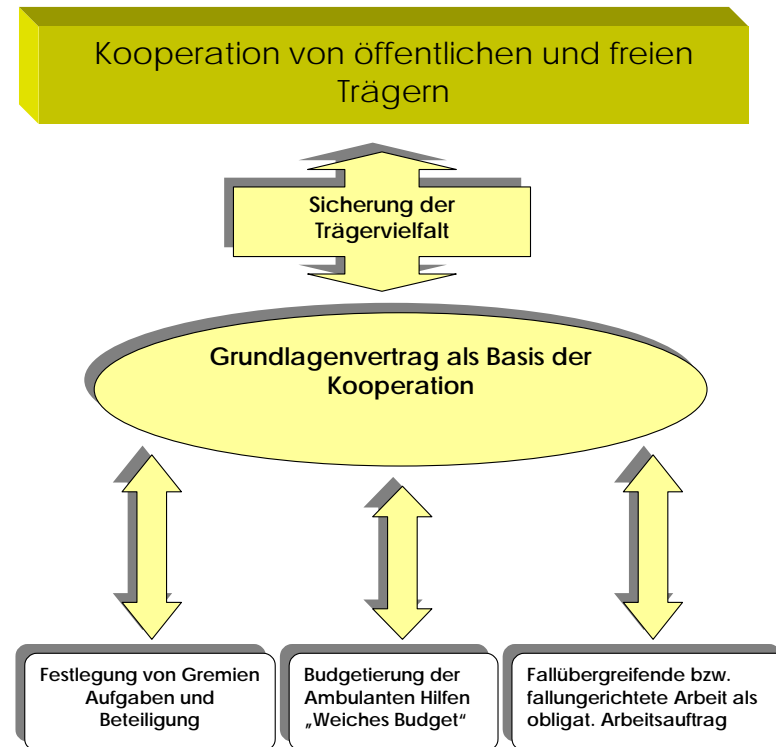 Kooperation von öffentlichen und freien
Trägern
Sicherung der
Trägervielfalt
Grundlagenvertrag als Basis der
Kooperation
Festlegung von Gremien
Aufgaben und
Beteiligung
Budgetierung der
Ambulanten Hilfen
„Weiches Budget“
Fallübergreifende bzw.
fallungerichtete Arbeit als
obligat. Arbeitsauftrag